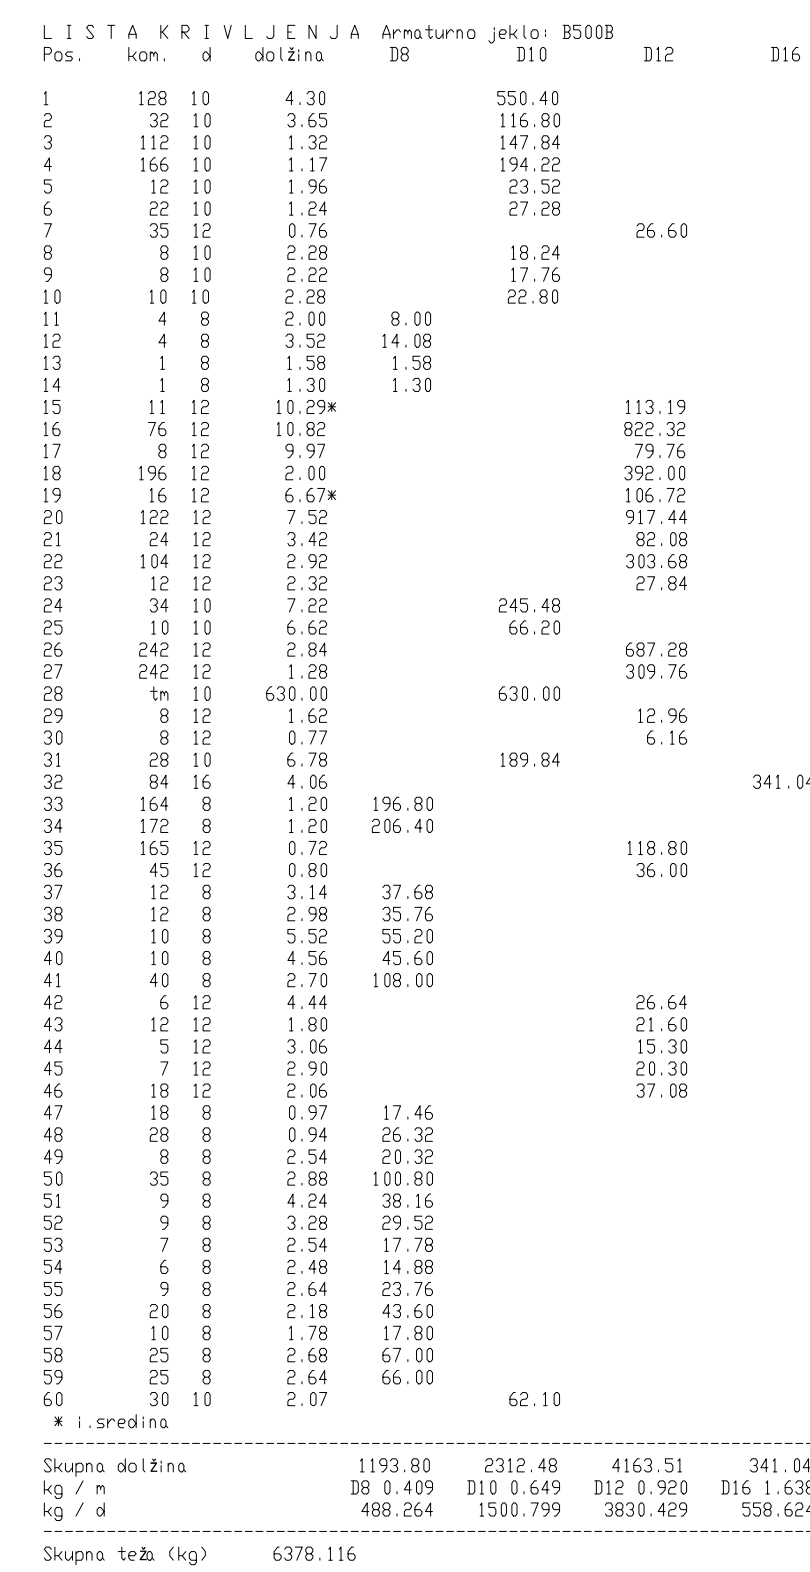 L I S T A K R I V L J E N J A Armaturno jeklo: B500B
Pos. kom. d dolžina D8 D10 D12 D16
1 128 10 4.30 550.40
2 32 10 3.65 116.80
3 112 10 1.32 147.84
4 166 10 1.17 194.22
5 12 10 1.96 23.52
6 22 10 1.24 27.28
7 35 12 0.76 26.60
8 8 10 2.28 18.24
9 8 10 2.22 17.76
10 10 10 2.28 22.80
11 4 8 2.00 8.00
12 4 8 3.52 14.08
13 1 8 1.58 1.58
14 1 8 1.30 1.30
15 11 12 10.29* 113.19
16 76 12 10.82 822.32
17 8 12 9.97 79.76
18 196 12 2.00 392.00
19 16 12 6.67* 106.72
20 122 12 7.52 917.44
21 24 12 3.42 82.08
22 104 12 2.92 303.68
23 12 12 2.32 27.84
24 34 10 7.22 245.48
25 10 10 6.62 66.20
26 242 12 2.84 687.28
27 242 12 1.28 309.76
28 tm 10 630.00 630.00
29 8 12 1.62 12.96
30 8 12 0.77 6.16
31 28 10 6.78 189.84
32 84 16 4.06 341.04
33 164 8 1.20 196.80
34 172 8 1.20 206.40
35 165 12 0.72 118.80
36 45 12 0.80 36.00
37 12 8 3.14 37.68
38 12 8 2.98 35.76
39 10 8 5.52 55.20
40 10 8 4.56 45.60
41 40 8 2.70 108.00
42 6 12 4.44 26.64
43 12 12 1.80 21.60
44 5 12 3.06 15.30
45 7 12 2.90 20.30
46 18 12 2.06 37.08
47 18 8 0.97 17.46
48 28 8 0.94 26.32
49 8 8 2.54 20.32
50 35 8 2.88 100.80
51 9 8 4.24 38.16
52 9 8 3.28 29.52
53 7 8 2.54 17.78
54 6 8 2.48 14.88
55 9 8 2.64 23.76
56 20 8 2.18 43.60
57 10 8 1.78 17.80
58 25 8 2.68 67.00
59 25 8 2.64 66.00
60 30 10 2.07 62.10
* i.sredina
Skupna dolžina 1193.80 2312.48 4163.51 341.04
kg / m D8 0.409 D10 0.649 D12 0.920 D16 1.638
kg / d 488.264 1500.799 3830.429 558.624
Skupna teža (kg) 6378.116